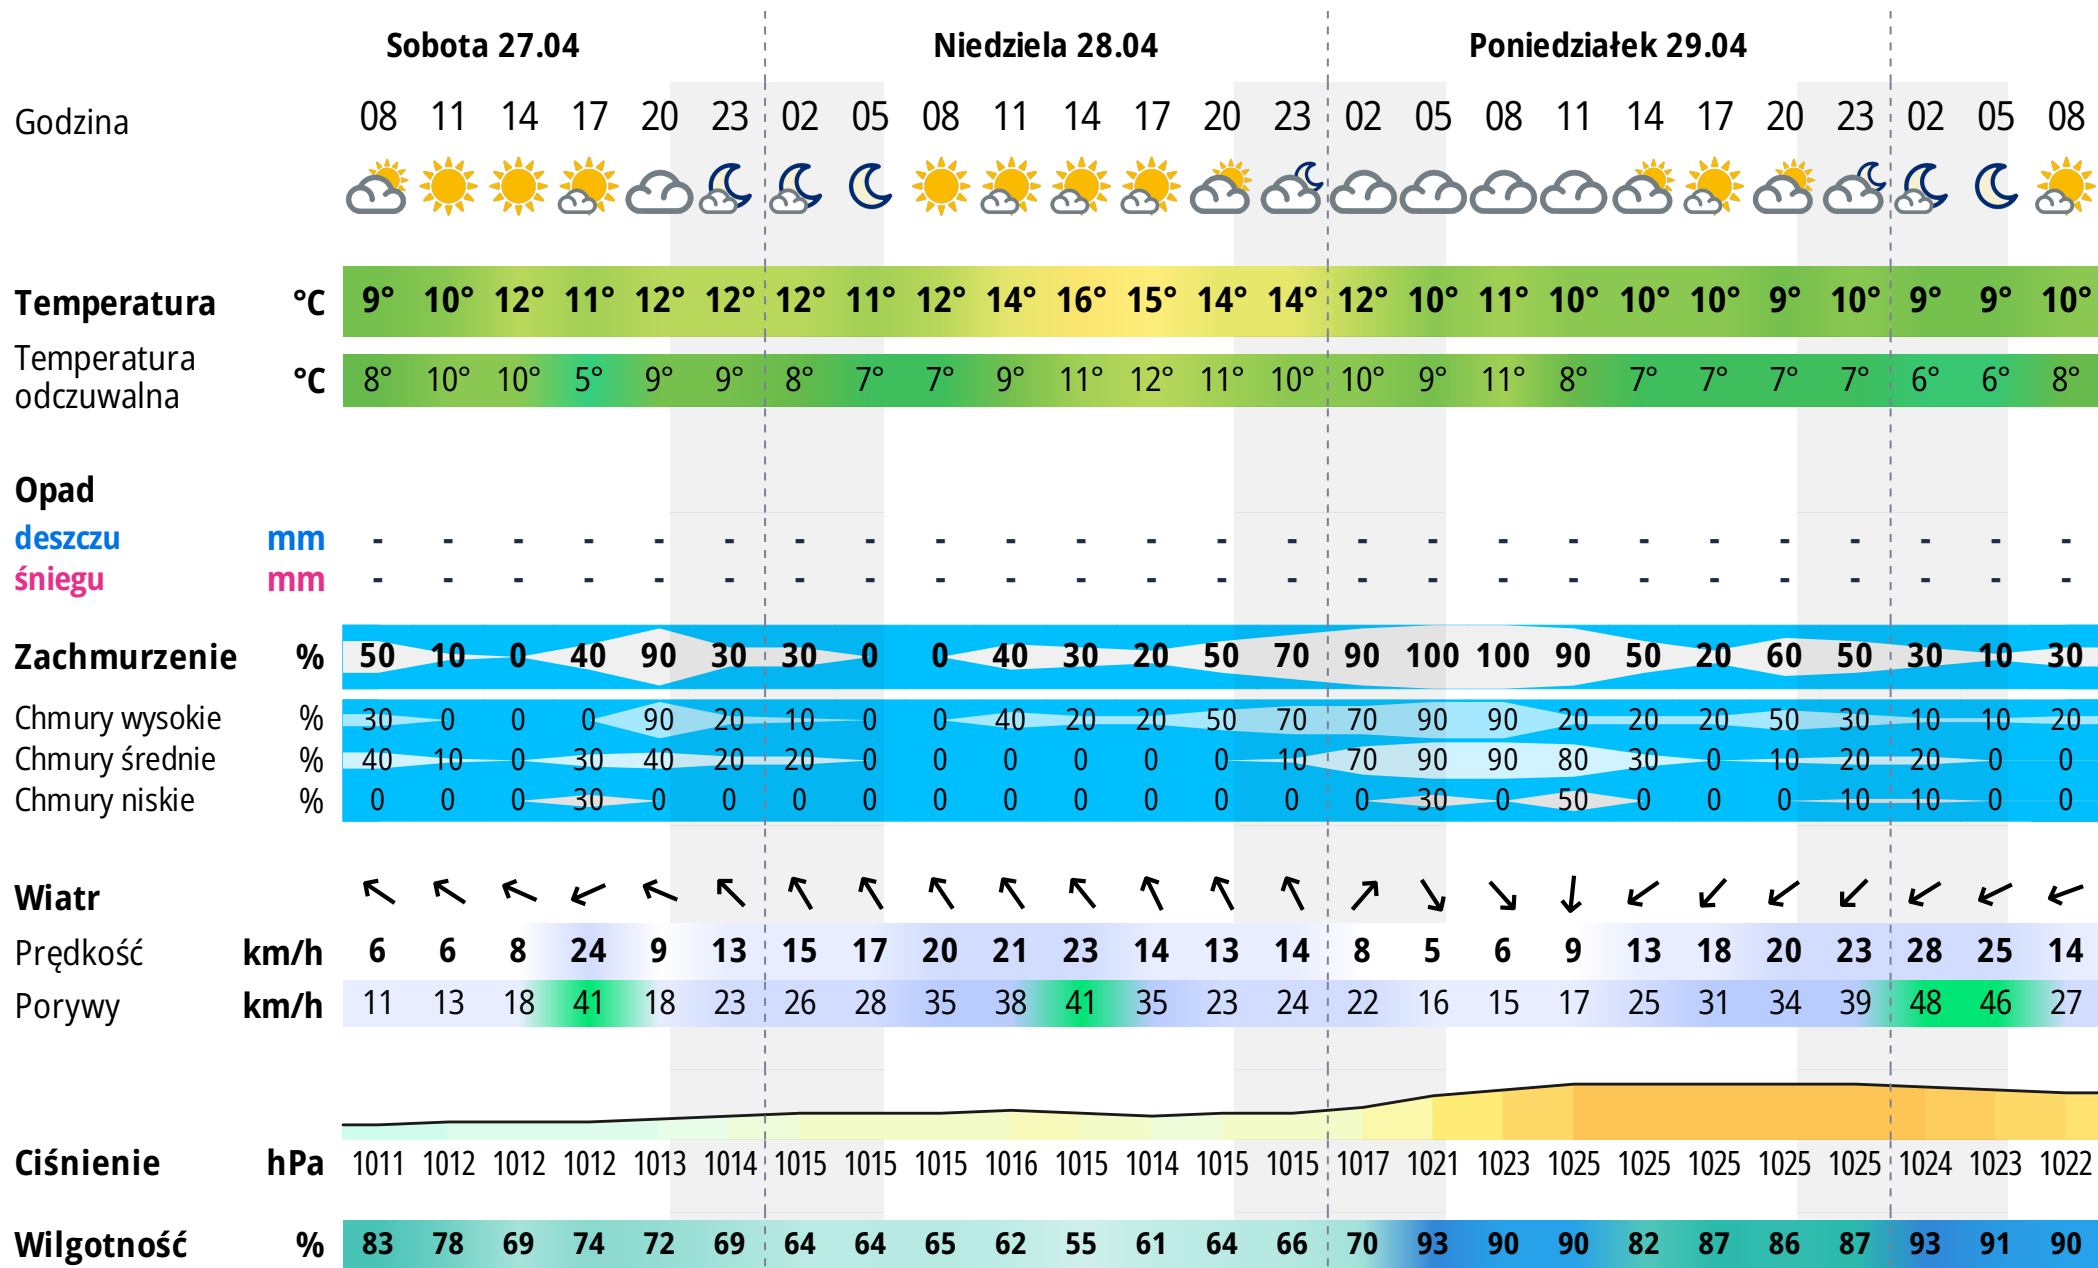 Sobota 27.04 Niedziela 28.04 Poniedziałek 29.04
Godzina 08 11 14 17 20 23 02 05 08 11 14 17 20 23 02 05 08 11 14 17 20 23 02 05 08
Temperatura °C 9° 10° 12° 11° 12° 12° 12° 11° 12° 14° 16° 15° 14° 14° 12° 10° 11° 10° 10° 10° 9° 10° 9° 9° 10°
Temperatura
odczuwalna °C 8° 10° 10° 5° 9° 9° 8° 7° 7° 9° 11° 12° 11° 10° 10° 9° 11° 8° 7° 7° 7° 7° 6° 6° 8°
Opad
deszczu mm - - - - - - - - - - - - - - - - - - - - - - - - -
śniegu mm - - - - - - - - - - - - - - - - - - - - - - - - -
Zachmurzenie % 50 10 0 40 90 30 30 0 0 40 30 20 50 70 90 100 100 90 50 20 60 50 30 10 30
Chmury wysokie % 30 0 0 0 90 20 10 0 0 40 20 20 50 70 70 90 90 20 20 20 50 30 10 10 20
Chmury średnie % 40 10 0 30 40 20 20 0 0 0 0 0 0 10 70 90 90 80 30 0 10 20 20 0 0
Chmury niskie % 0 0 0 30 0 0 0 0 0 0 0 0 0 0 0 30 0 50 0 0 0 10 10 0 0
Wiatr
Prędkość km/h 6 6 8 24 9 13 15 17 20 21 23 14 13 14 8 5 6 9 13 18 20 23 28 25 14
Porywy km/h 11 13 18 41 18 23 26 28 35 38 41 35 23 24 22 16 15 17 25 31 34 39 48 46 27
Ciśnienie hPa 1011 1012 1012 1012 1013 1014 1015 1015 1015 1016 1015 1014 1015 1015 1017 1021 1023 1025 1025 1025 1025 1025 1024 1023 1022
Wilgotność % 83 78 69 74 72 69 64 64 65 62 55 61 64 66 70 93 90 90 82 87 86 87 93 91 90